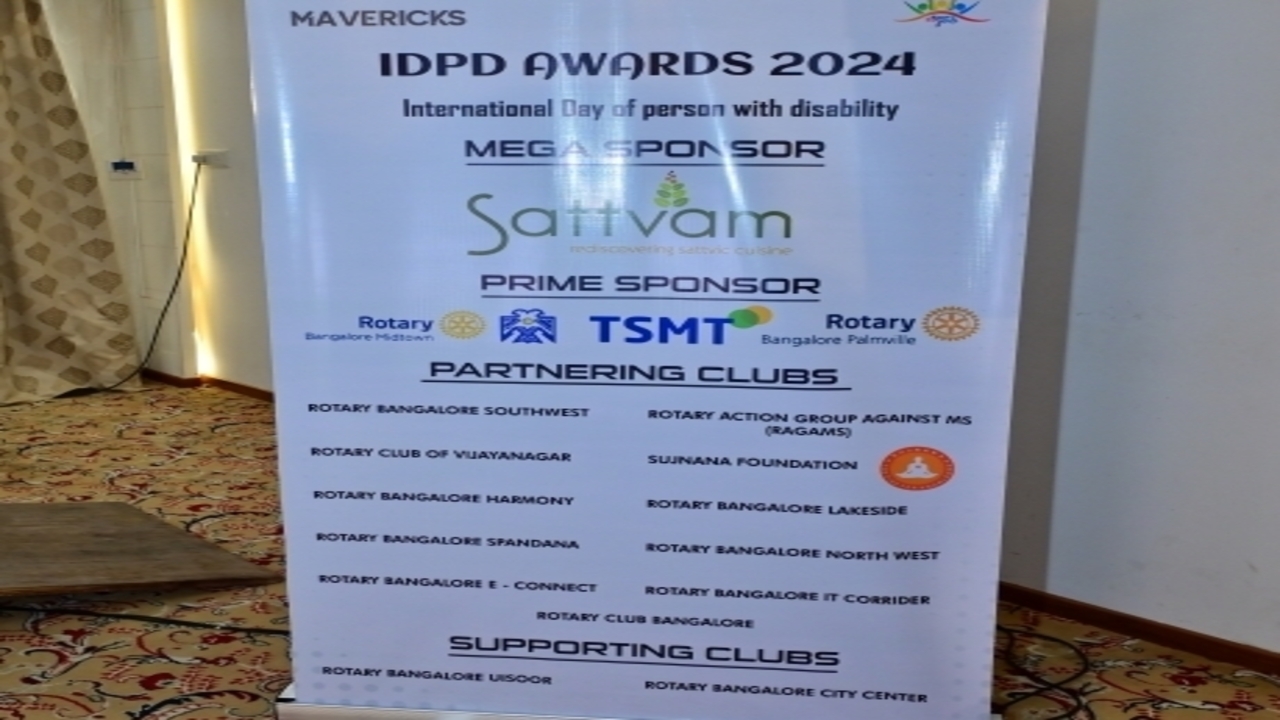 MAVERICKS
IDPD AWARDS 2024
International Day of person with disability
MEGA SPONSOR
Sattvam
rediscovering sattvic cuisine
PRIME SPONSOR
Rotary
Bangalore Midtown
TSMT
Rotary
Bangalore Palmville
PARTNERING CLUBS
ROTARY BANGALORE SOUTHWEST
ROTARY ACTION GROUP AGAINST MS
(RAGAMS)
ROTARY CLUB OF VIJAYANAGAR
SUJNANA FOUNDATION
ROTARY BANGALORE HARMONY
ROTARY BANGALORE LAKESIDE
ROTARY BANGALORE SPANDANA
ROTARY BANGALORE NORTH WEST
ROTARY BANGALORE E - CONNECT
ROTARY BANGALORE IT CORRIDER
ROTARY CLUB BANGALORE
SUPPORTING CLUBS
ROTARY BANGALORE UISOOR
ROTARY BANGALORE CITY CENTER